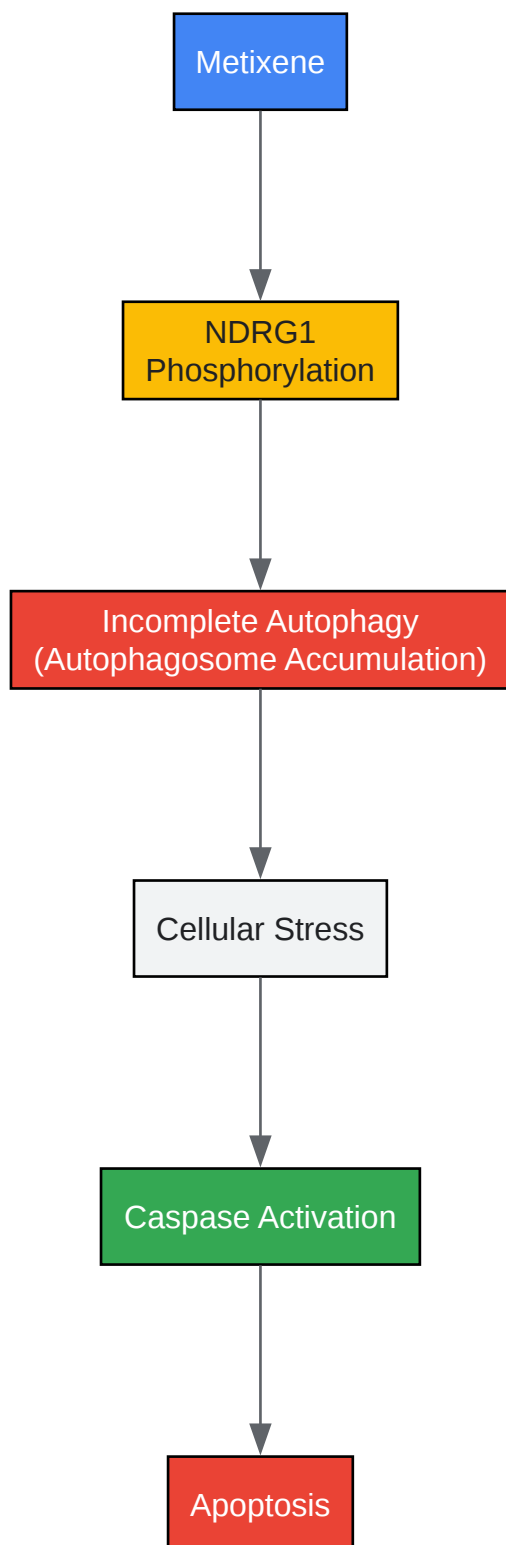 Metixene
NDRG1
Phosphorylation
Incomplete Autophagy
(Autophagosome Accumulation)
Cellular Stress
Caspase Activation
Apoptosis